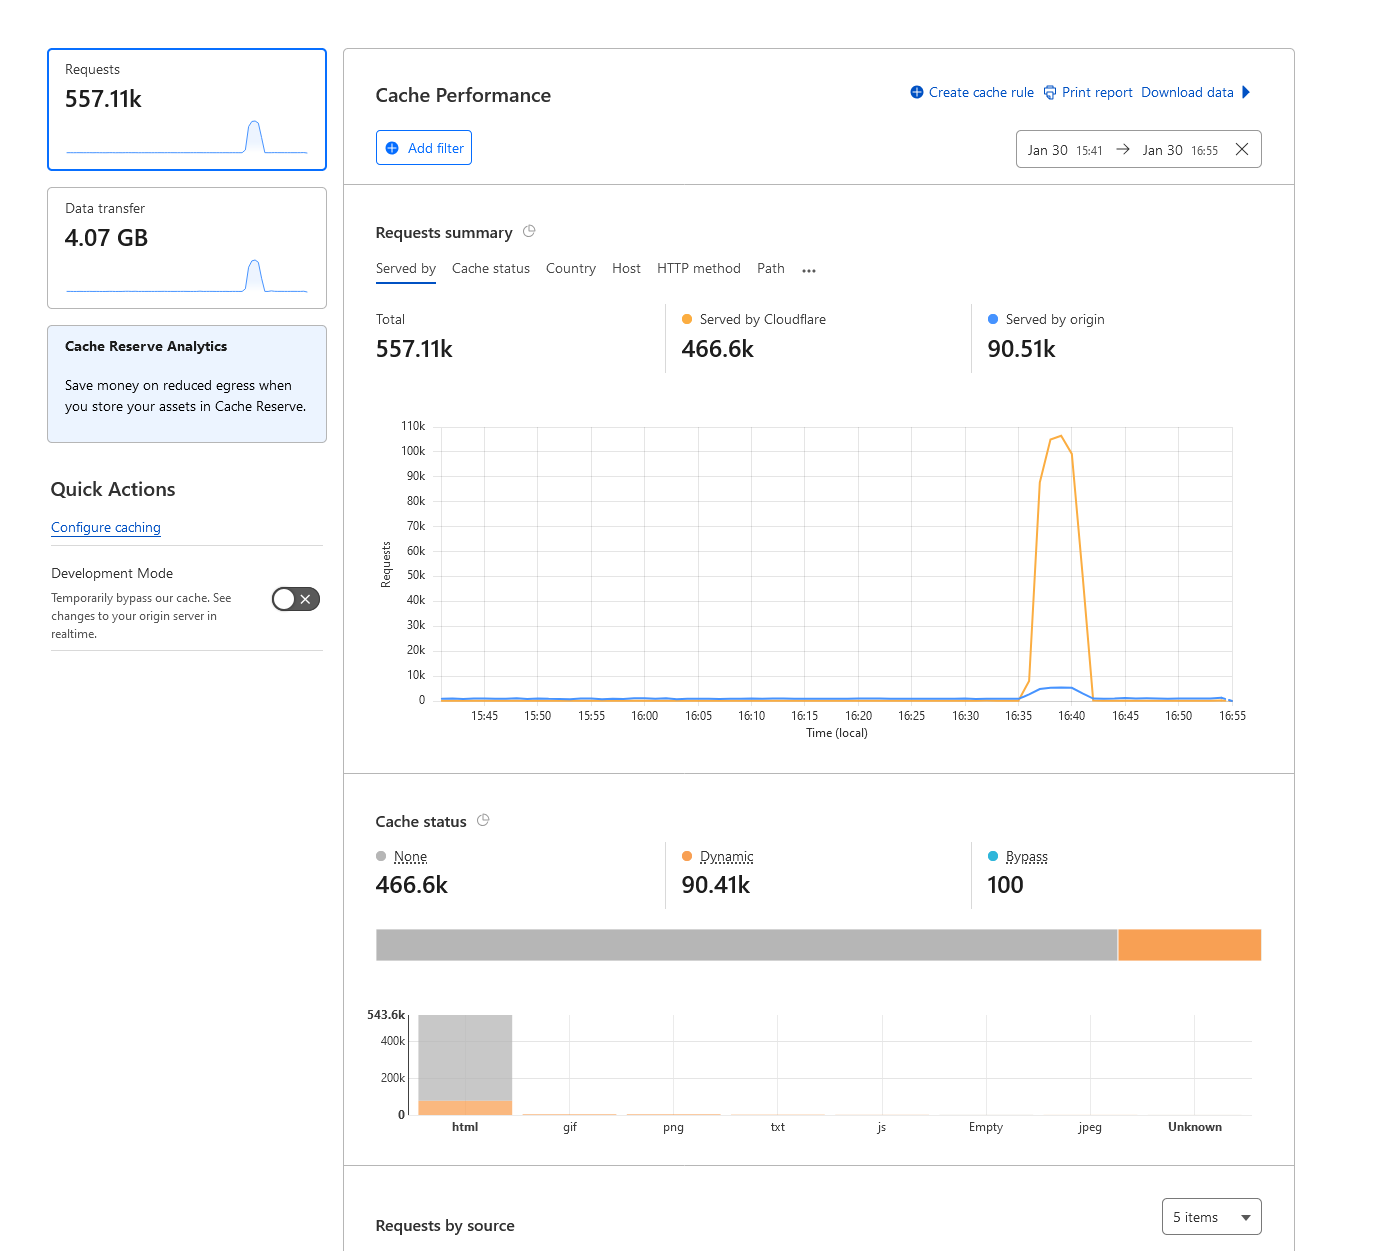 Requests
557.11k
Data transfer
4.07 GB
Cache Reserve Analytics
Save money on reduced egress when
you store your assets in Cache Reserve.
Quick Actions
Configure caching
Development Mode
Temporarily bypass our cache. See
changes to your origin server in
realtime.
Cache Performance
Create cache rule Print report Download data
Add filter
Jan 30 15:41 → Jan 30 16:55
Requests summary
Served by Cache status Country Host HTTP method Path ...
Total Served by Cloudflare Served by origin
557.11k 466.6k 90.51k
110k
100k
90k
80k
70k
60k
50k
40k
30k
20k
10k
0
Requests
15:45 15:50 15:55 16:00 16:05 16:10 16:15 16:20 16:25 16:30 16:35 16:40 16:45 16:50 16:55
Time (local)
Cache status
None Dynamic Bypass
466.6k 90.41k 100
543.6k
400k
200k
0
html gif png txt js Empty jpeg Unknown
Requests by source
5 items